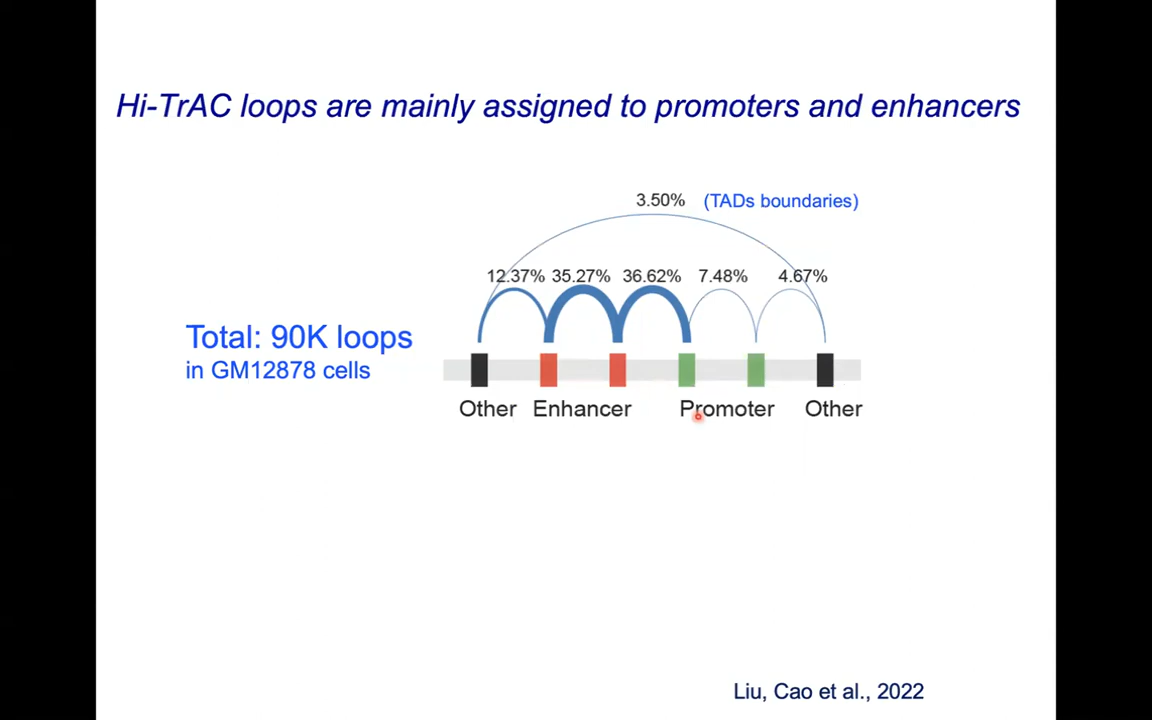 Hi-TrAC loops are mainly assigned to promoters and enhancers
3.50% (TADs boundaries)
12.37% 35.27% 36.62% 7.48% 4.67%
Total: 90K loops
in GM12878 cells
Other Enhancer Promoter Other
Liu, Cao et al., 2022